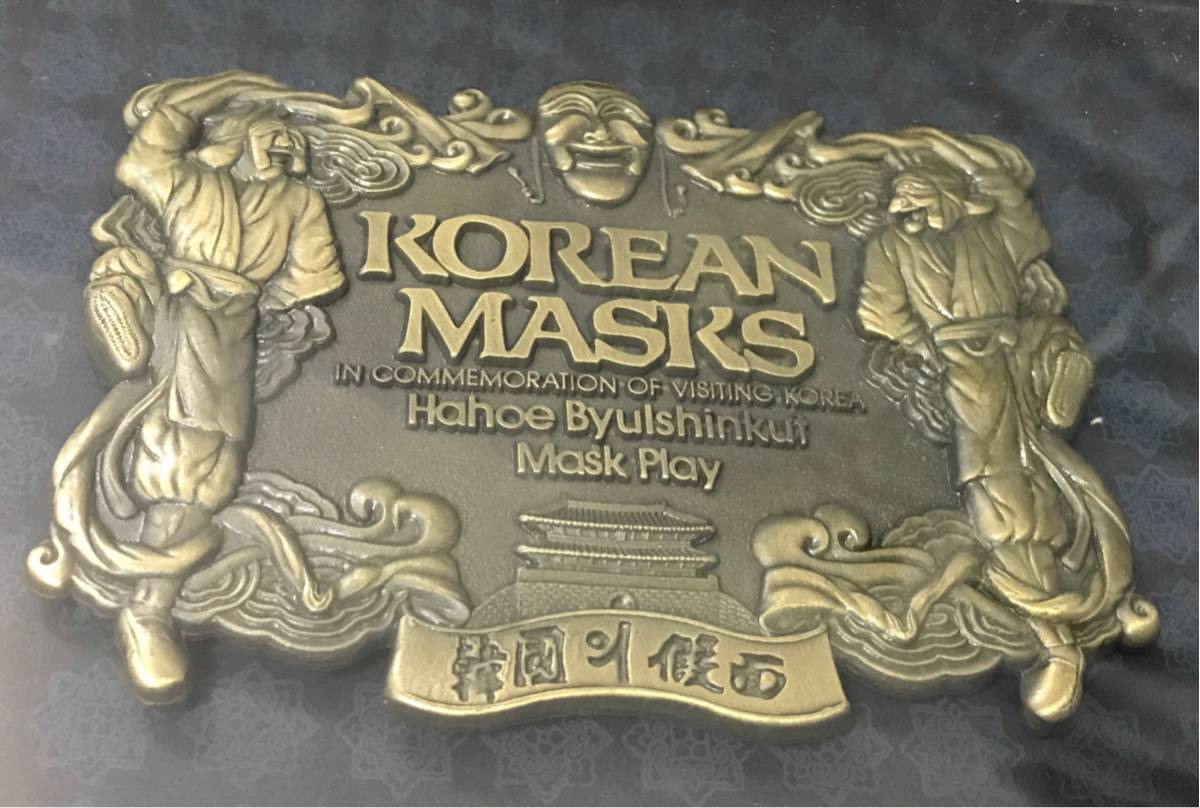 KOREAN
MASKS
IN COMMEMORATION OF VISITING KOREA
Hahoe Byulshinkut
Mask Play
韓國의 假面